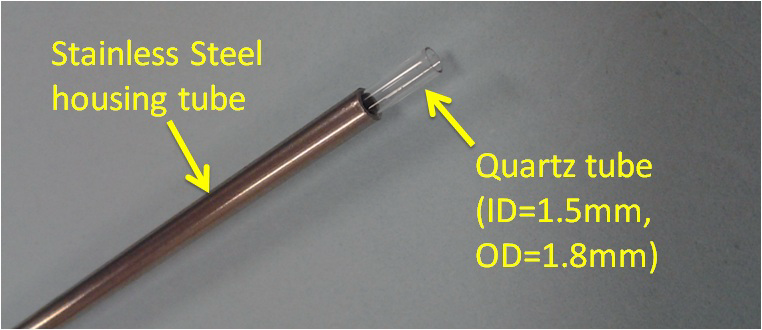 Stainless Steel
housing tube
Quartz tube
(ID=1.5mm,
OD=1.8mm)